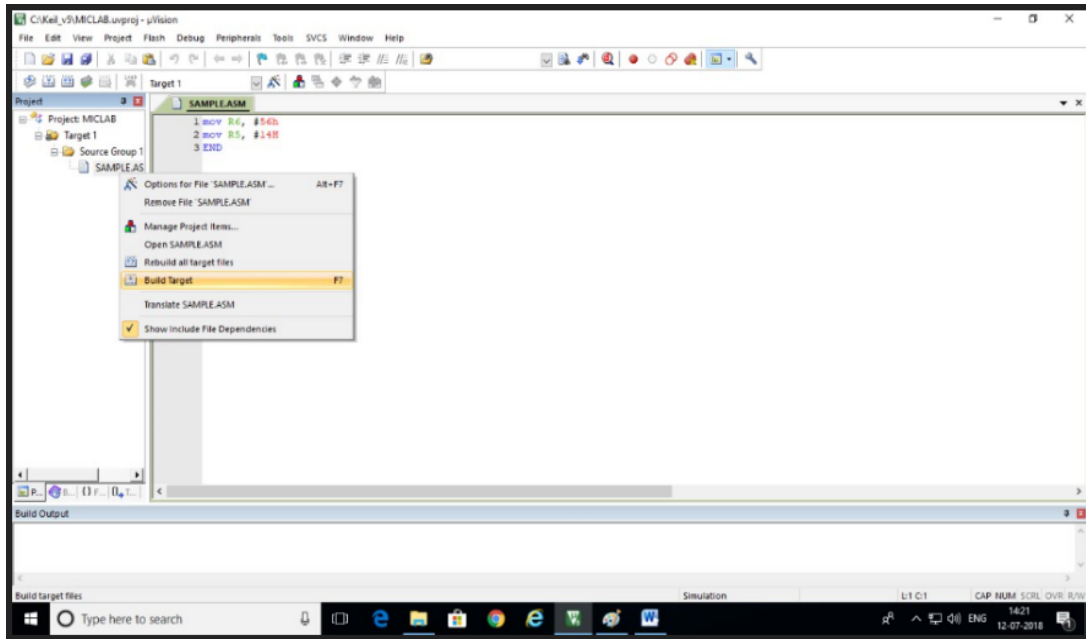 C:\Keil_v5\MICLAB.uvproj - µVision
File Edit View Project Flash Debug Peripherals Tools SVCS Window Help
Target 1
Project
SAMPLE.ASM
Project: MICLAB
Target 1
Source Group 1
SAMPLE.AS
1 mov R6, #56h
2 mov R5, #14H
3 END
Options for File 'SAMPLE.ASM'... Alt+F7
Remove File 'SAMPLE.ASM'
Manage Project Items...
Open SAMPLE.ASM
Rebuild all target files
Build Target F7
Translate SAMPLE.ASM
Show Include File Dependencies
P... B... {} F... 0. T...
Build Output
Build target files Simulation L:1 C:1 CAP NUM SCRL OVR R/W
Type here to search ENG 14:21
12-07-2018